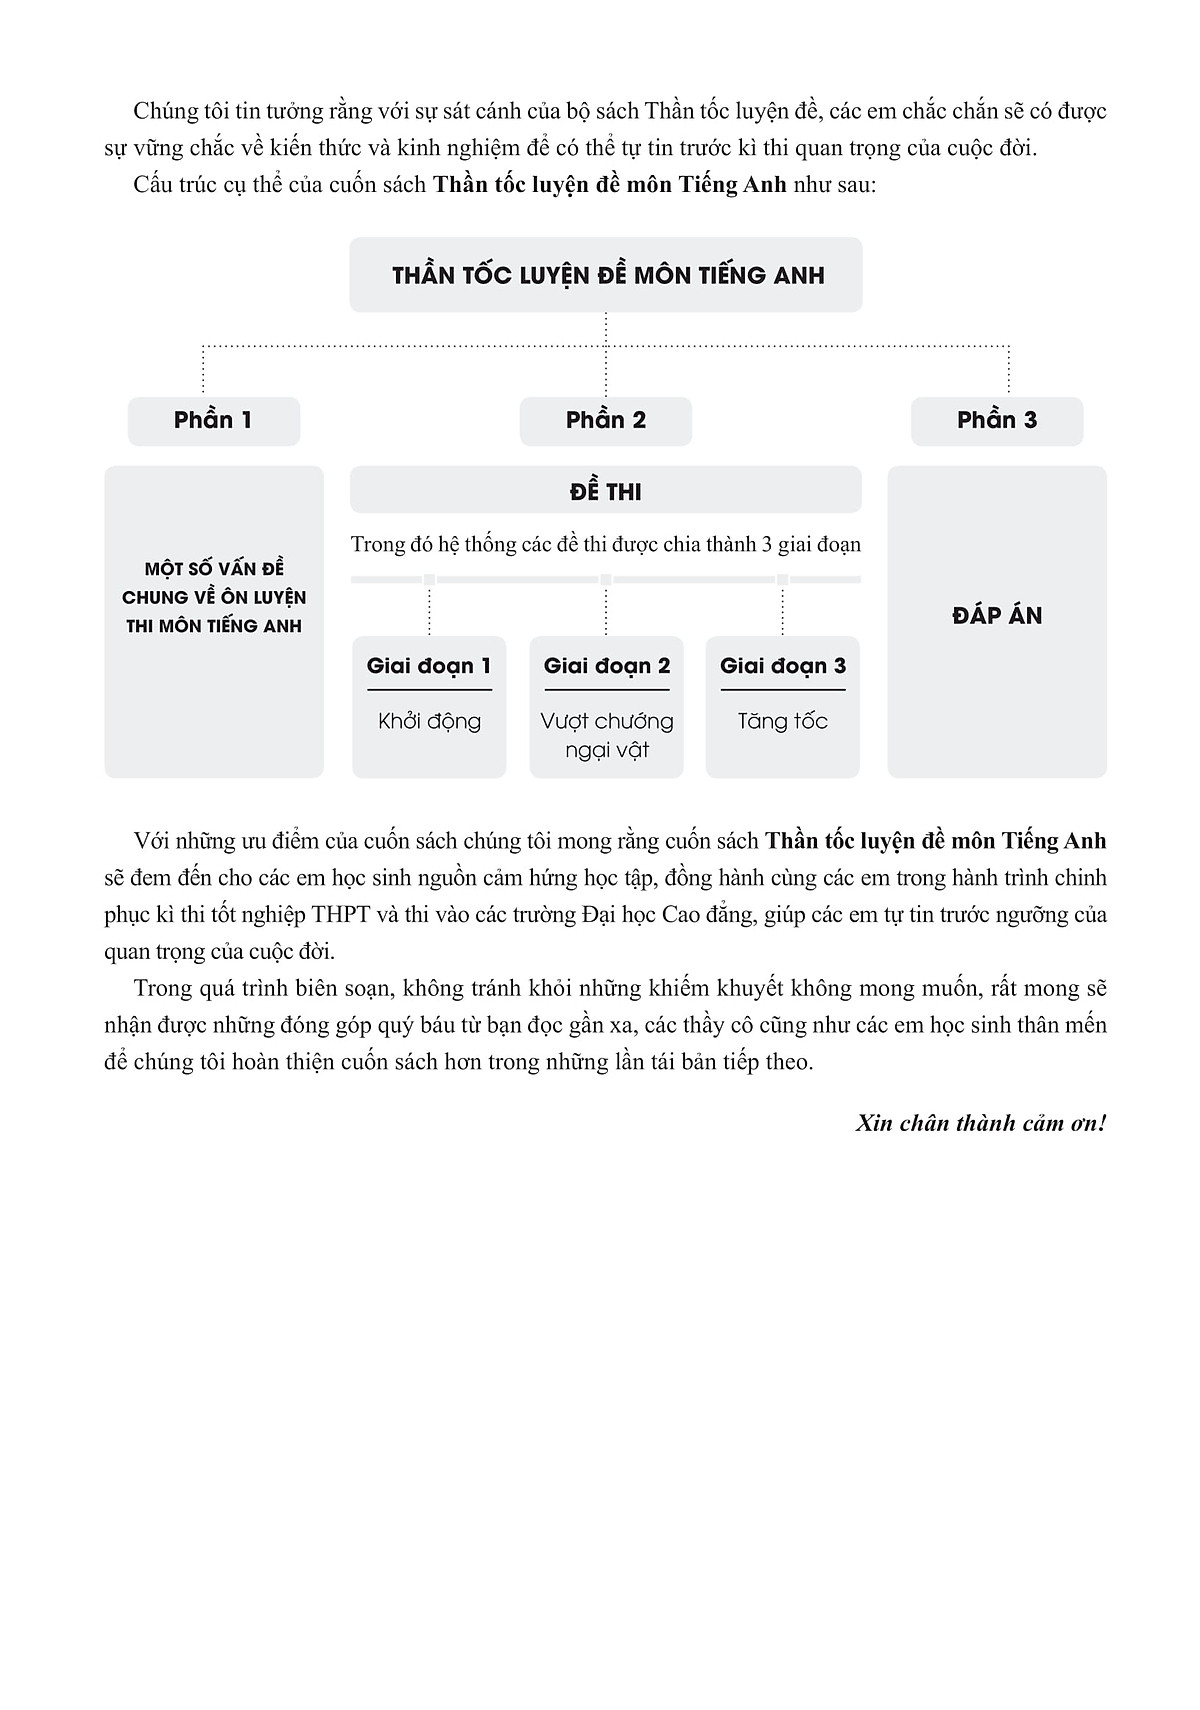 Chúng tôi tin tưởng rằng với sự sát cánh của bộ sách Thần tốc luyện đề, các em chắc chắn sẽ có được
sự vững chắc về kiến thức và kinh nghiệm để có thể tự tin trước kì thi quan trọng của cuộc đời.
Cấu trúc cụ thể của cuốn sách Thần tốc luyện đề môn Tiếng Anh như sau:
THẦN TỐC LUYỆN ĐỀ MÔN TIẾNG ANH
Phần 1
Phần 2
Phần 3
MỘT SỐ VẤN ĐỀ
CHUNG VỀ ÔN LUYỆN
THI MÔN TIẾNG ANH
ĐỀ THI
Trong đó hệ thống các đề thi được chia thành 3 giai đoạn
Giai đoạn 1
Khởi động
Giai đoạn 2
Vượt chướng
ngại vật
Giai đoạn 3
Tăng tốc
ĐÁP ÁN
Với những ưu điểm của cuốn sách chúng tôi mong rằng cuốn sách Thần tốc luyện đề môn Tiếng Anh
sẽ đem đến cho các em học sinh nguồn cảm hứng học tập, đồng hành cùng các em trong hành trình chinh
phục kì thi tốt nghiệp THPT và thi vào các trường Đại học Cao đẳng, giúp các em tự tin trước ngưỡng của
quan trọng của cuộc đời.
Trong quá trình biên soạn, không tránh khỏi những khiếm khuyết không mong muốn, rất mong sẽ
nhận được những đóng góp quý báu từ bạn đọc gần xa, các thầy cô cũng như các em học sinh thân mến
để chúng tôi hoàn thiện cuốn sách hơn trong những lần tái bản tiếp theo.
Xin chân thành cảm ơn!